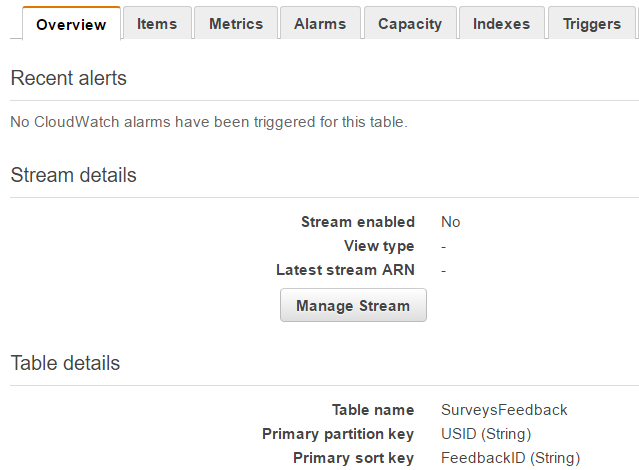 Overview Items Metrics Alarms Capacity Indexes Triggers
Recent alerts
No CloudWatch alarms have been triggered for this table.
Stream details
Stream enabled No
View type -
Latest stream ARN -
Manage Stream
Table details
Table name SurveysFeedback
Primary partition key USID (String)
Primary sort key FeedbackID (String)